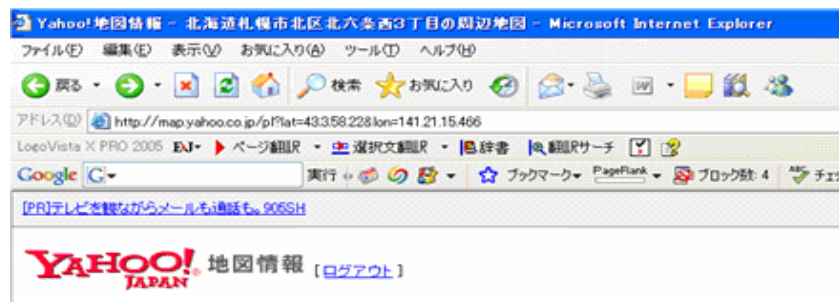 Yahoo!地図情報 - 北海道札幌市北区北六条西3丁目の周辺地図 - Microsoft Internet Explorer
ファイル(F) 編集(E) 表示(V) お気に入り(A) ツール(T) ヘルプ(H)
戻る 検索 お気に入り
アドレス(D) http://map.yahoo.co.jp/pl?lat=43.3.58.228&lon=141.21.15.466
LogoVista X PRO 2005 EXJ ページ翻訳 選択文翻訳 辞書 翻訳サーチ
Google G 実行 ブックマーク PageRank ブロック数: 4 チェ
[PR]テレビを観ながらメールも通話も。905SH
YAHOO! JAPAN 地図情報 [ログアウト]